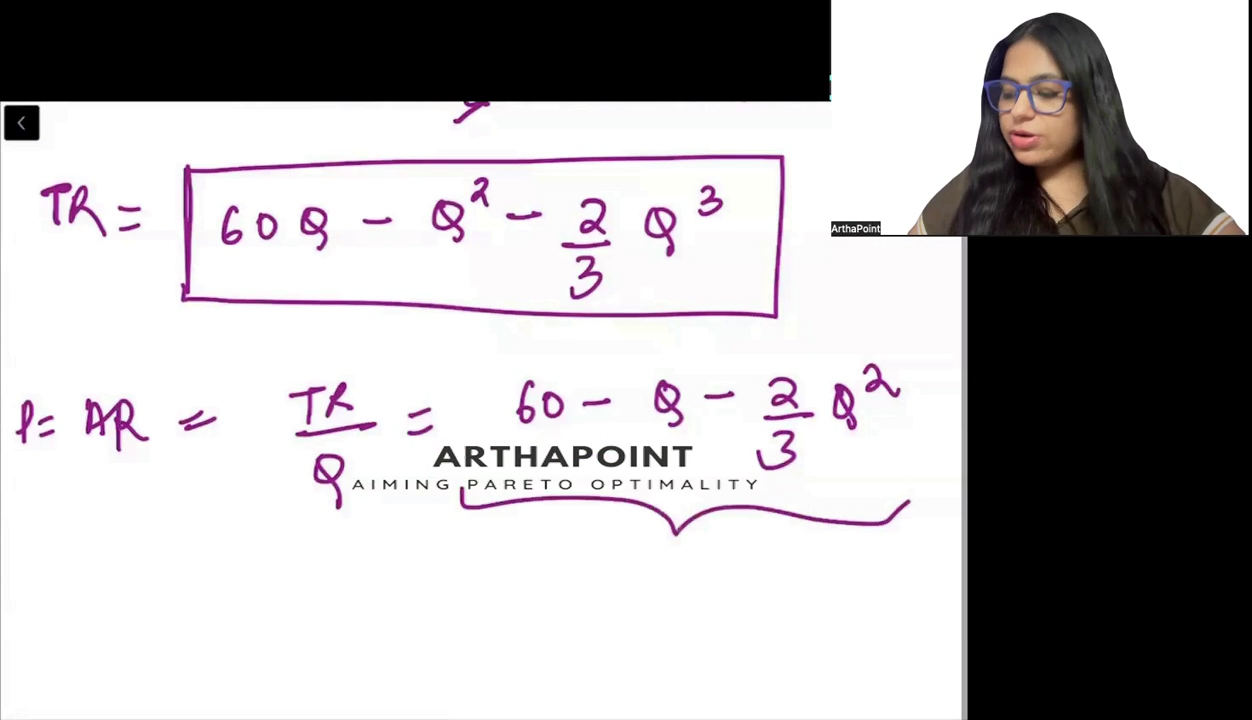 ArthaPoint
TR = 60Q - Q² - 2/3 Q³
P = AR = TR/Q = 60 - Q - 2/3 Q²
ARTHAPOINT
AIMING PARETO OPTIMALITY